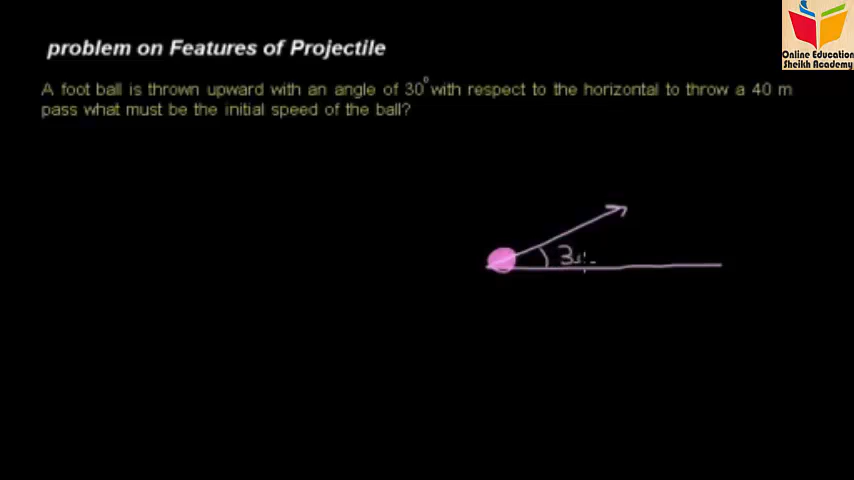 problem on Features of Projectile
Online Education
Sheikh Academy
A foot ball is thrown upward with an angle of 30° with respect to the horizontal to throw a 40 m
pass what must be the initial speed of the ball?